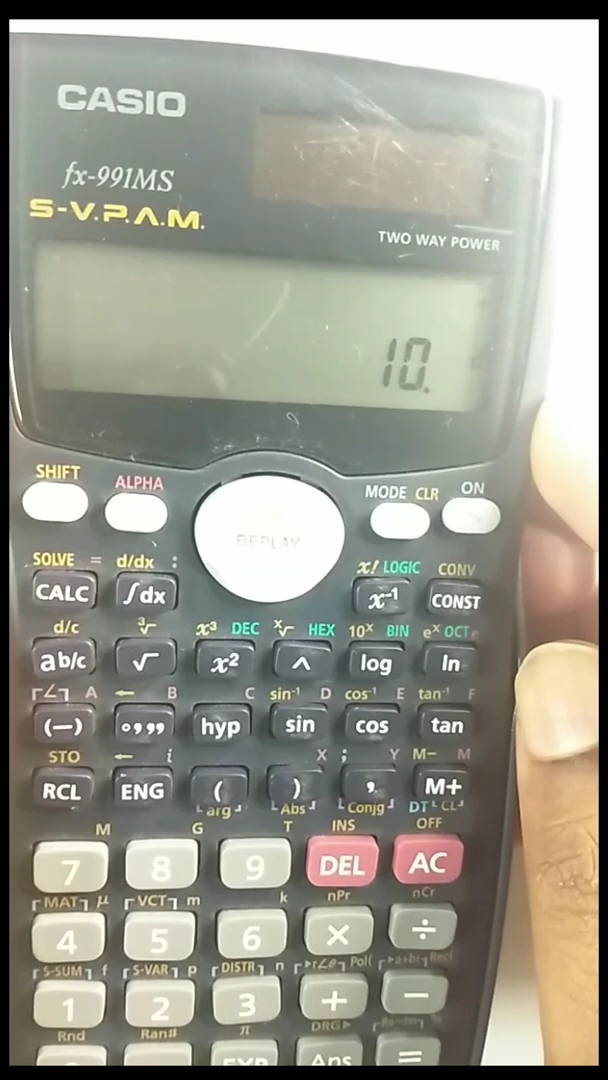 CASIO
fx-991MS
S-V.P.A.M.
TWO WAY POWER
10.
SHIFT ALPHA REPLAY MODE CLR ON
SOLVE = d/dx : x! LOGIC CONV
CALC ∫dx x⁻¹ CONST
d/c ³√ x³ DEC ˣ√ HEX 10ˣ BIN eˣ OCT
ab/c √ x² ^ log ln
┌∠┐ A ← B C sin⁻¹ D cos⁻¹ E tan⁻¹ F
(−) °,,, hyp sin cos tan
STO ← i X ; Y M− M
RCL ENG ( ) , M+
└arg┘ └Abs┘ └Conjg┘ DT└CL┘
M G T INS OFF
7 8 9 DEL AC
┌MAT┐ μ ┌VCT┐ m k nPr nCr
4 5 6 × ÷
┌S-SUM┐ f ┌S-VAR┐ p ┌DISTR┐ n ┌▸r∠θ┐ Pol( ┌▸a+bi┐ Rec(
1 2 3 + −
Rnd Ran# π DRG▸ %
EXP Ans =